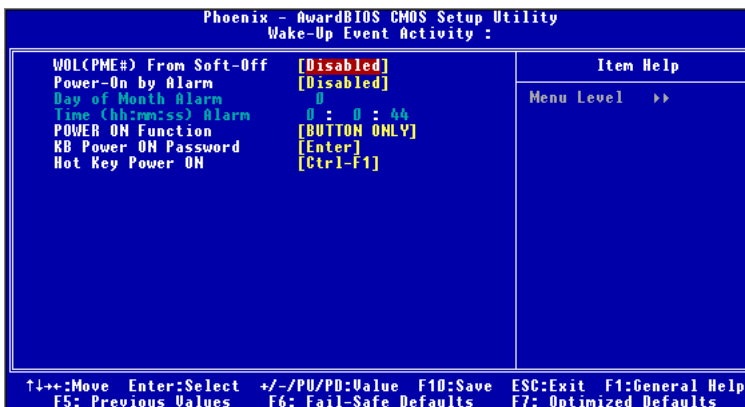 Phoenix - AwardBIOS CMOS Setup Utility
Wake-Up Event Activity :
WOL(PME#) From Soft-Off [Disabled]
Power-On by Alarm [Disabled]
Day of Month Alarm 0
Time (hh:mm:ss) Alarm 0 : 0 : 44
POWER ON Function [BUTTON ONLY]
KB Power ON Password [Enter]
Hot Key Power ON [Ctrl-F1]
Item Help
Menu Level ▸▸
↑↓→←:Move Enter:Select +/-/PU/PD:Value F10:Save ESC:Exit F1:General Help
F5: Previous Values F6: Fail-Safe Defaults F7: Optimized Defaults